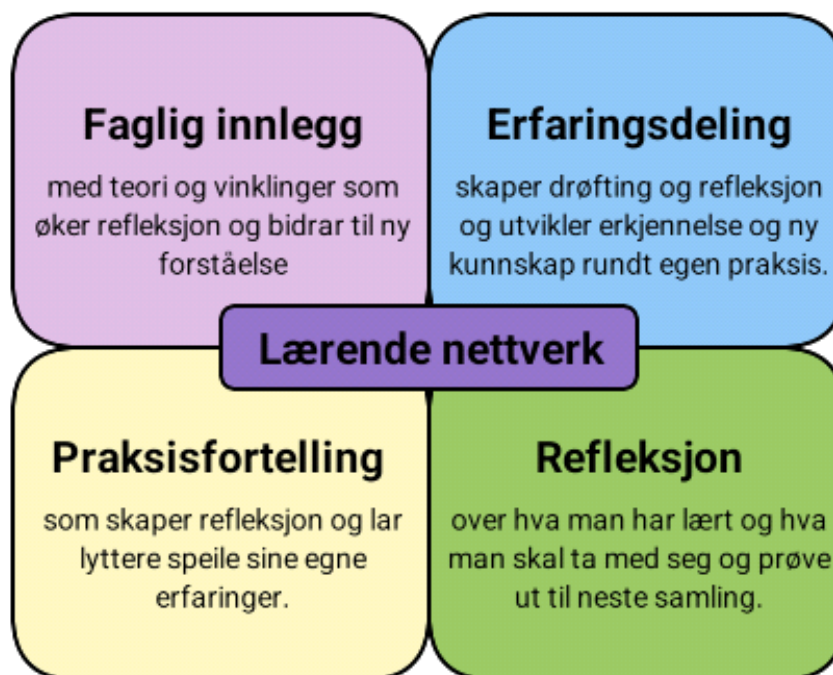 Faglig innlegg
med teori og vinklinger som
øker refleksjon og bidrar til ny
forståelse
Erfaringsdeling
skaper drøfting og refleksjon
og utvikler erkjennelse og ny
kunnskap rundt egen praksis.
Lærende nettverk
Praksisfortelling
som skaper refleksjon og lar
lyttere speile sine egne
erfaringer.
Refleksjon
over hva man har lært og hva
man skal ta med seg og prøve
ut til neste samling.